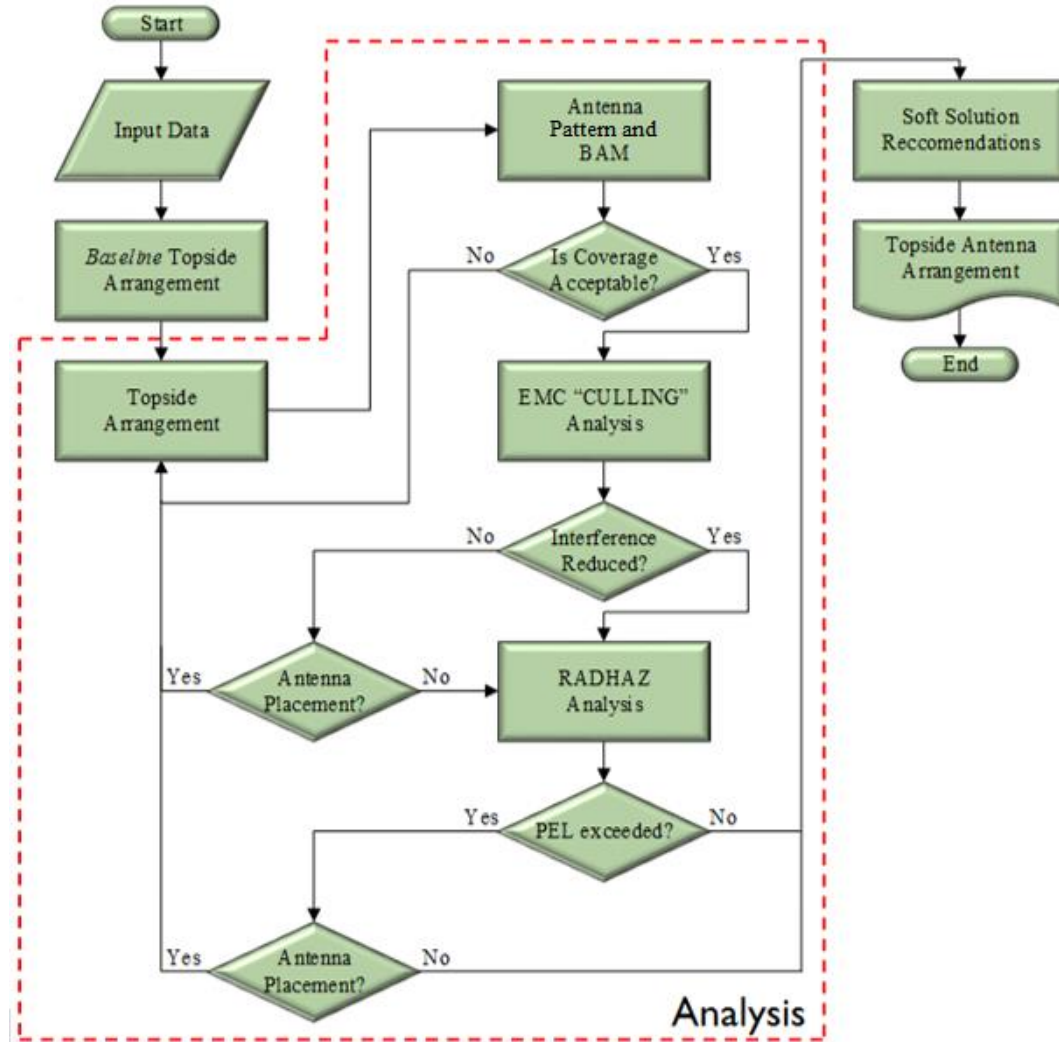 Start
Input Data
Baseline Topside
Arrangement
Topside
Arrangement
Antenna
Pattern and
BAM
No
Is Coverage
Acceptable?
Yes
EMC “CULLING”
Analysis
No
Interference
Reduced?
Yes
Yes
Antenna
Placement?
No
RADHAZ
Analysis
Yes
PEL exceeded?
No
Yes
Antenna
Placement?
No
Soft Solution
Reccomendations
Topside Antenna
Arrangement
End
Analysis